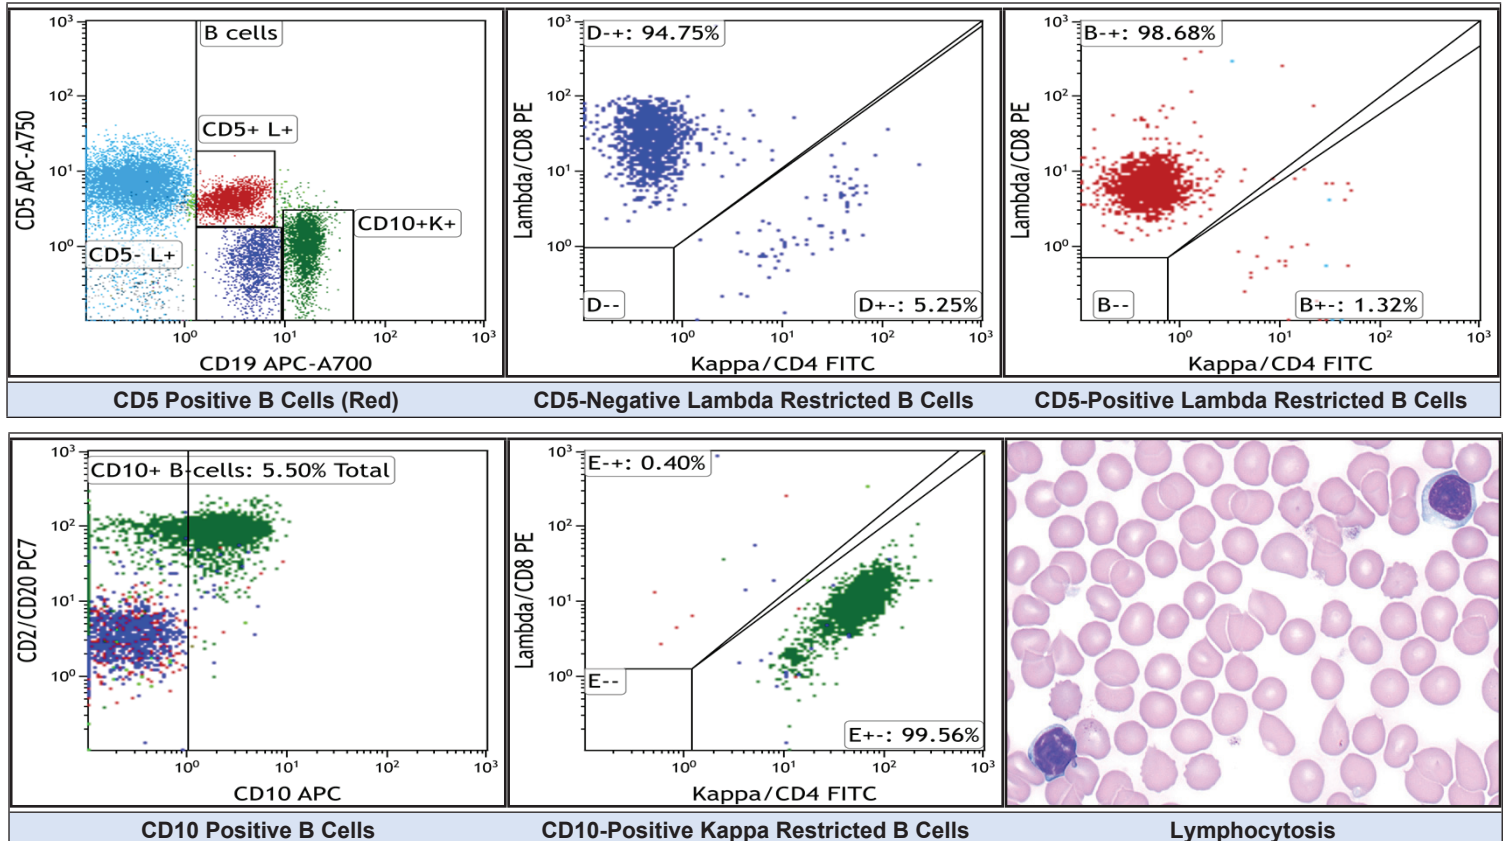 10³
10²
10¹
10⁰
CD5 APC-A750
B cells
CD5+ L+
CD10+K+
CD5- L+
10⁰
10¹
10²
10³
CD19 APC-A700
CD5 Positive B Cells (Red)
10³
10²
10¹
10⁰
Lambda/CD8 PE
D-+: 94.75%
D--
D+-: 5.25%
10⁰
10¹
10²
10³
Kappa/CD4 FITC
CD5-Negative Lambda Restricted B Cells
10³
10²
10¹
10⁰
Lambda/CD8 PE
B-+: 98.68%
B--
B+-: 1.32%
10⁰
10¹
10²
10³
Kappa/CD4 FITC
CD5-Positive Lambda Restricted B Cells
10³
10²
10¹
10⁰
CD2/CD20 PC7
CD10+ B-cells: 5.50% Total
10⁰
10¹
10²
10³
CD10 APC
CD10 Positive B Cells
10³
10²
10¹
10⁰
Lambda/CD8 PE
E-+: 0.40%
E--
E+-: 99.56%
10⁰
10¹
10²
10³
Kappa/CD4 FITC
CD10-Positive Kappa Restricted B Cells
Lymphocytosis